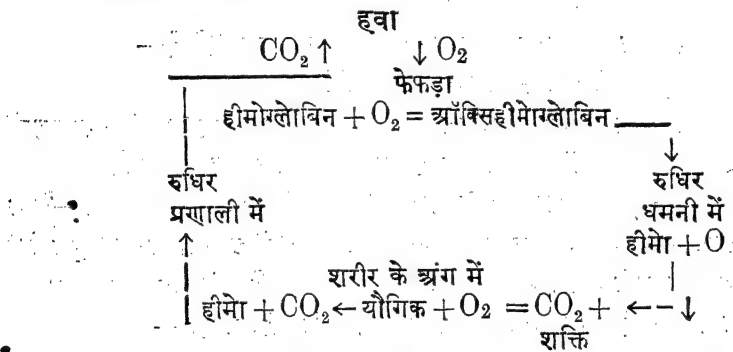 हवा
CO₂ ↑ ↓ O₂
फेफड़ा
हीमोग्लोबिन + O₂ = ऑक्सिहीमोग्लोबिन
↓
रुधिर रुधिर
प्रणाली में धमनी में
↑ हीमो + O
शरीर के अंग में
हीमो + CO₂ ← यौगिक + O₂ = CO₂ + ←-- ↓
शक्ति